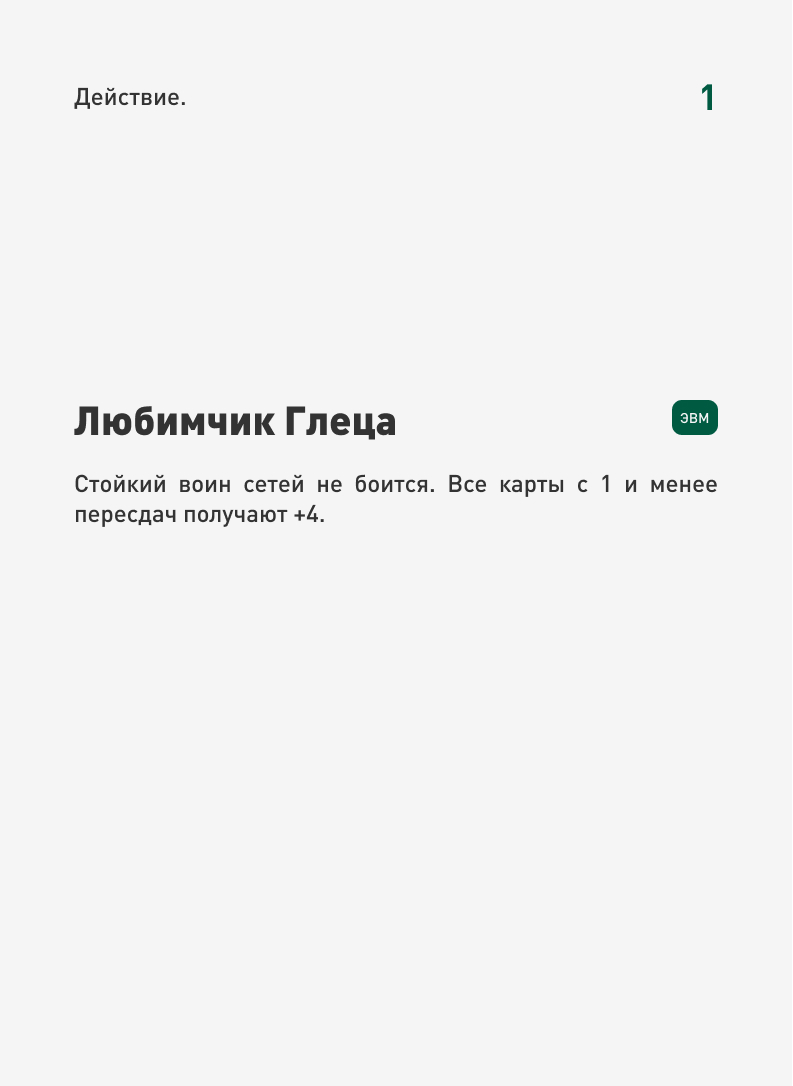 Действие.
1
Любимчик Глеца
ЭВМ
Стойкий воин сетей не боится. Все карты с 1 и менее
пересдач получают +4.